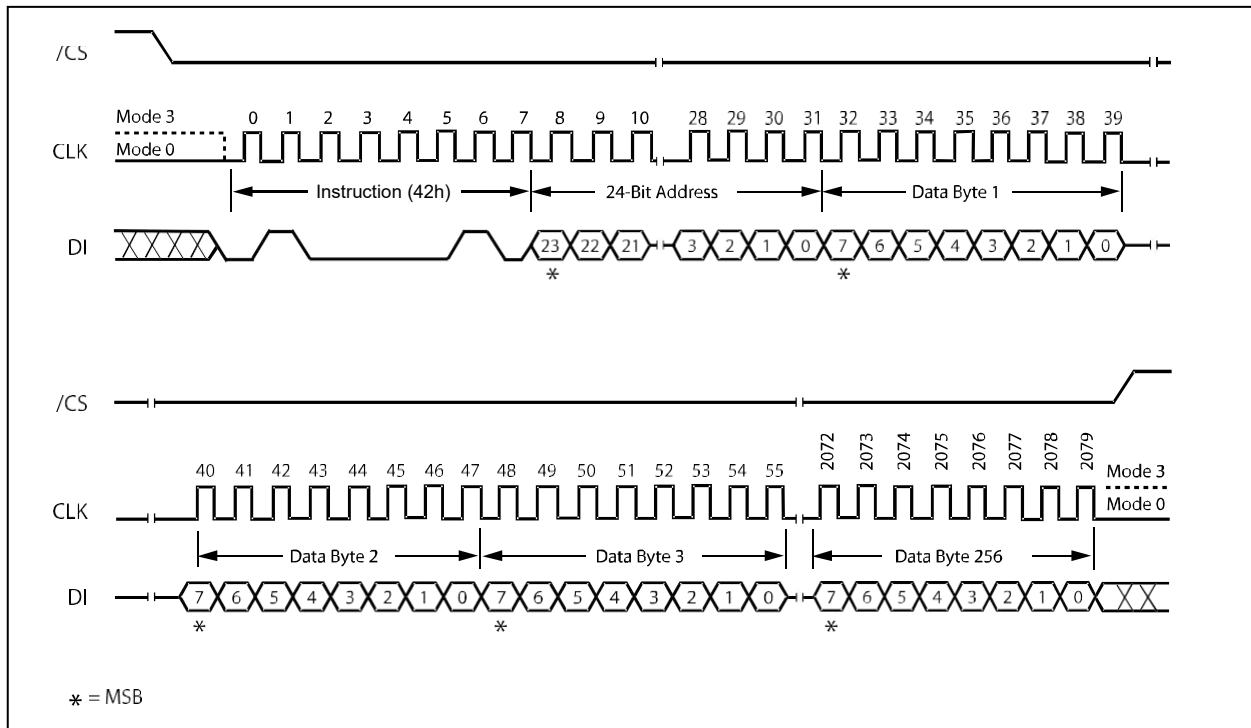 /CS
Mode 3
0 1 2 3 4 5 6 7 8 9 10 28 29 30 31 32 33 34 35 36 37 38 39
CLK
Mode 0
Instruction (42h) 24-Bit Address Data Byte 1
DI
23 22 21 3 2 1 0 7 6 5 4 3 2 1 0
* *
/CS
40 41 42 43 44 45 46 47 48 49 50 51 52 53 54 55 2072 2073 2074 2075 2076 2077 2078 2079
Mode 3
CLK
Mode 0
Data Byte 2 Data Byte 3 Data Byte 256
DI
7 6 5 4 3 2 1 0 7 6 5 4 3 2 1 0 7 6 5 4 3 2 1 0
* * *
* = MSB